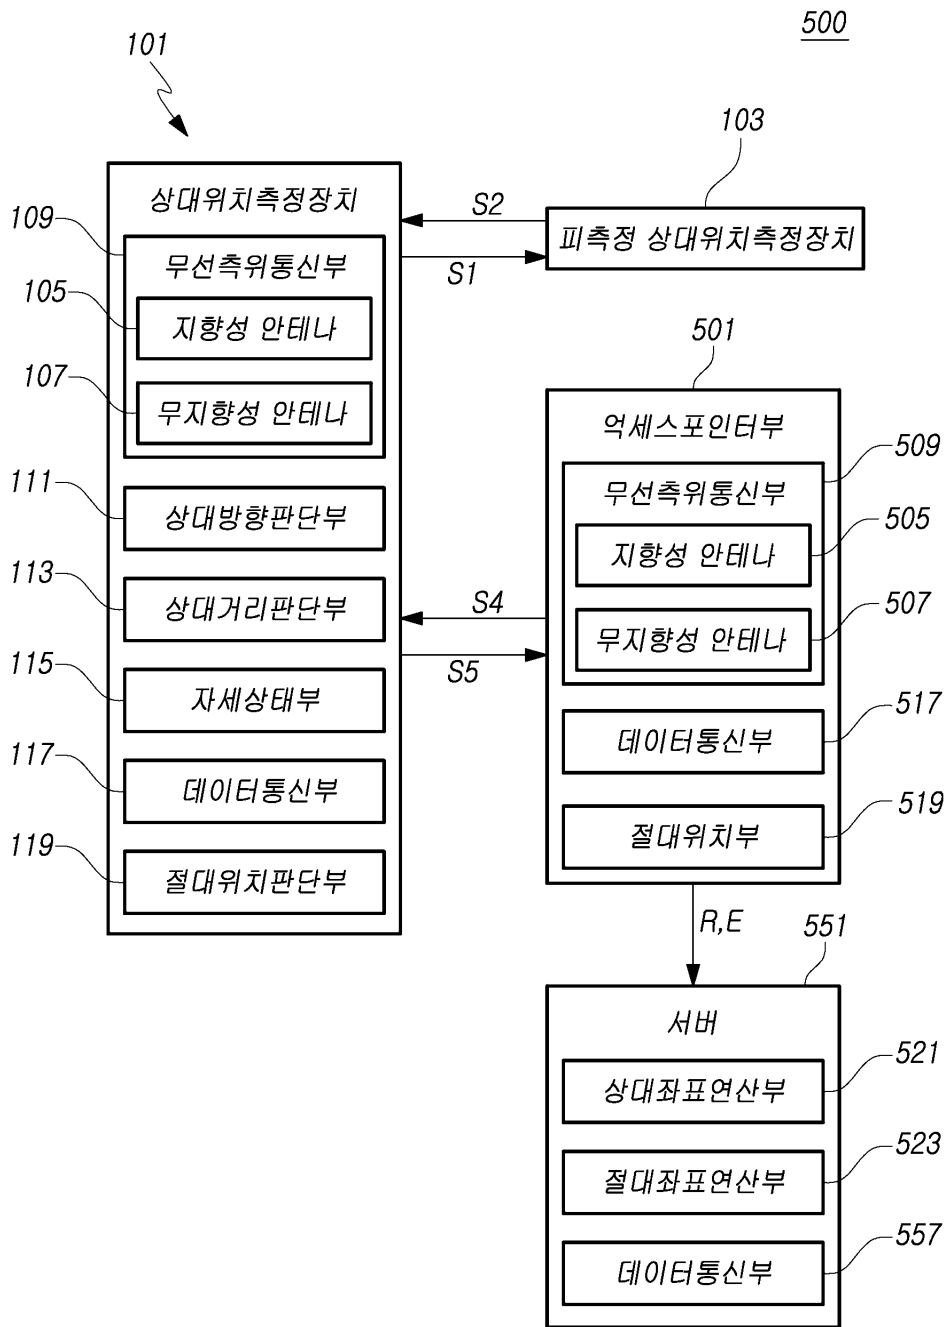 500
101
103
상대위치측정장치
S2
피측정 상대위치측정장치
S1
109
무선측위통신부
105
지향성 안테나
107
무지향성 안테나
111
상대방향판단부
113
상대거리판단부
115
자세상태부
117
데이터통신부
119
절대위치판단부
S4
S5
501
억세스포인터부
509
무선측위통신부
505
지향성 안테나
507
무지향성 안테나
517
데이터통신부
519
절대위치부
R,E
551
서버
521
상대좌표연산부
523
절대좌표연산부
557
데이터통신부